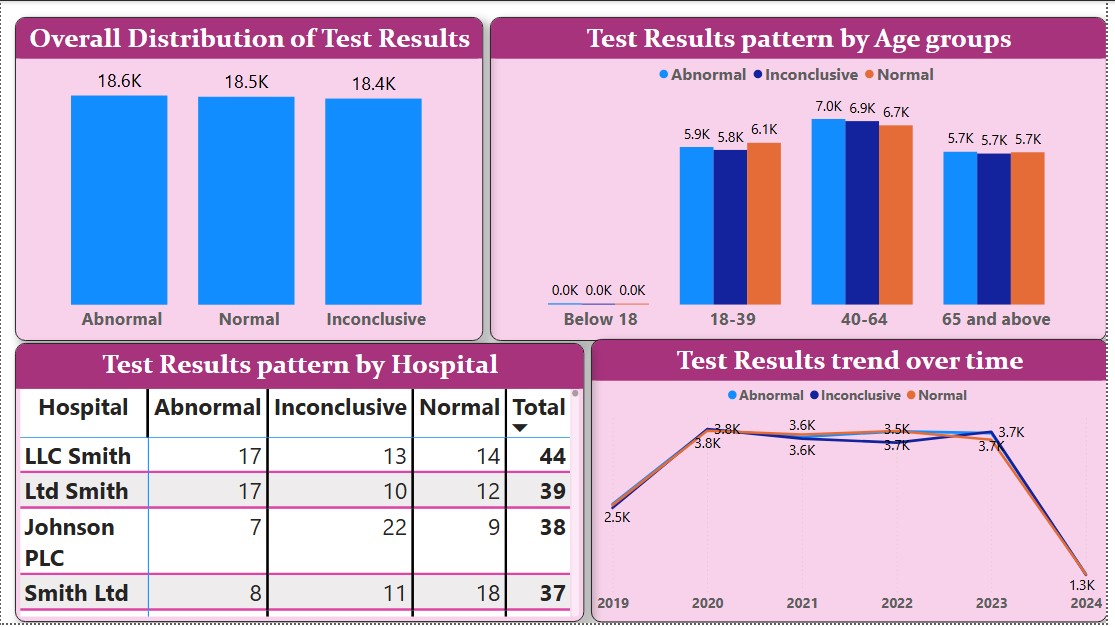 Overall Distribution of Test Results
18.6K 18.5K 18.4K
Abnormal Normal Inconclusive
Test Results pattern by Age groups
Abnormal Inconclusive Normal
0.0K 0.0K 0.0K 5.9K 5.8K 6.1K 7.0K 6.9K 6.7K 5.7K 5.7K 5.7K
Below 18 18-39 40-64 65 and above
Test Results pattern by Hospital
Hospital Abnormal Inconclusive Normal Total
LLC Smith 17 13 14 44
Ltd Smith 17 10 12 39
Johnson 7 22 9 38
PLC
Smith Ltd 8 11 18 37
Test Results trend over time
Abnormal Inconclusive Normal
3.8K 3.6K 3.5K 3.7K
3.8K 3.6K 3.7K 3.7K
2.5K
1.3K
2019 2020 2021 2022 2023 2024